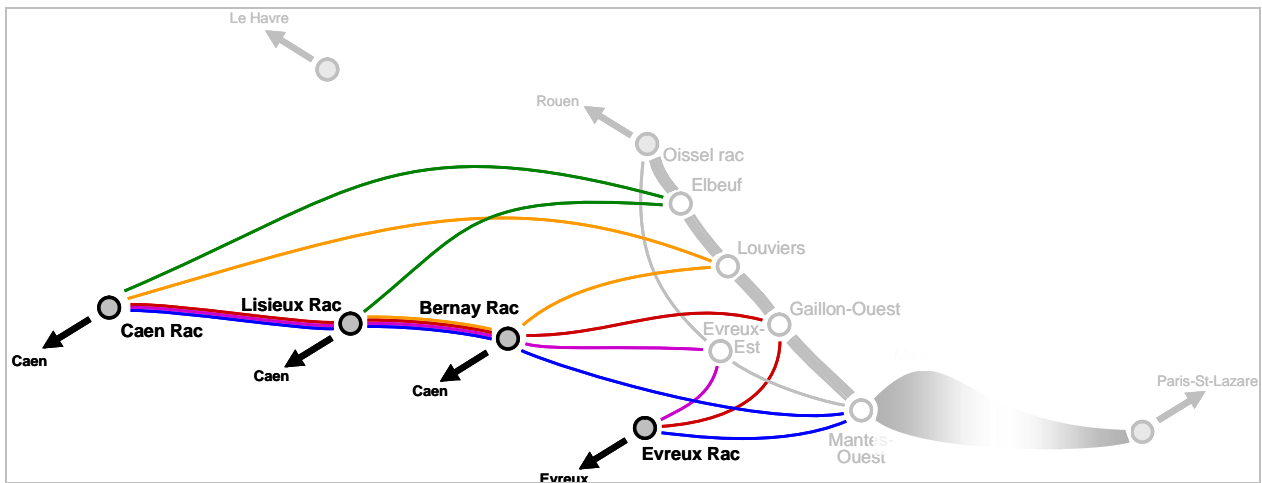 Le Havre
Rouen
Oissel rac
Elbeuf
Louviers
Lisieux Rac
Bernay Rac
Gaillon-Ouest
Caen Rac
Evreux-
Est
Caen
Caen
Caen
Paris-St-Lazare
Mantes-
Ouest
Evreux Rac
Evreux